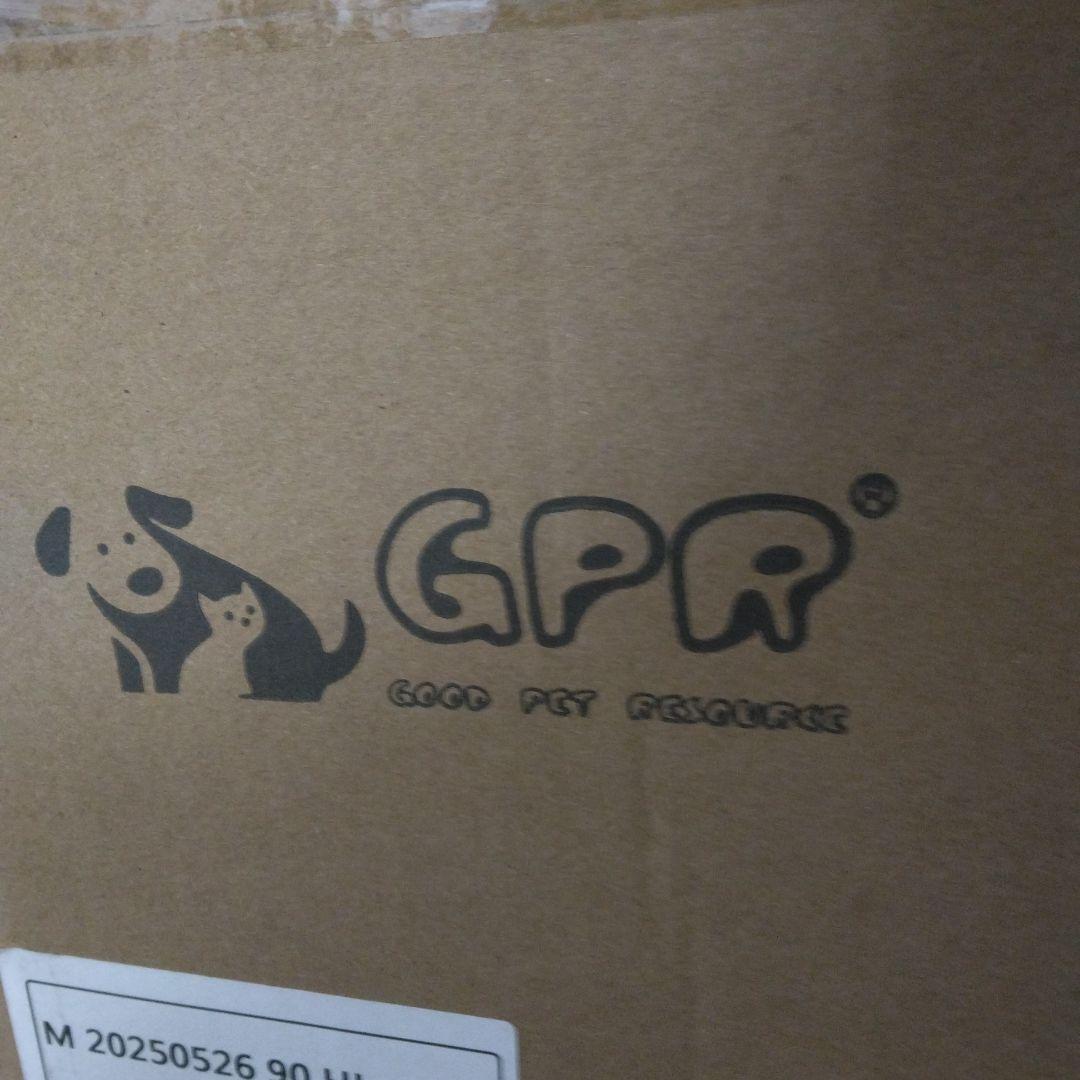 GPR®
GOOD PET RESOURCE
M 20250526 90